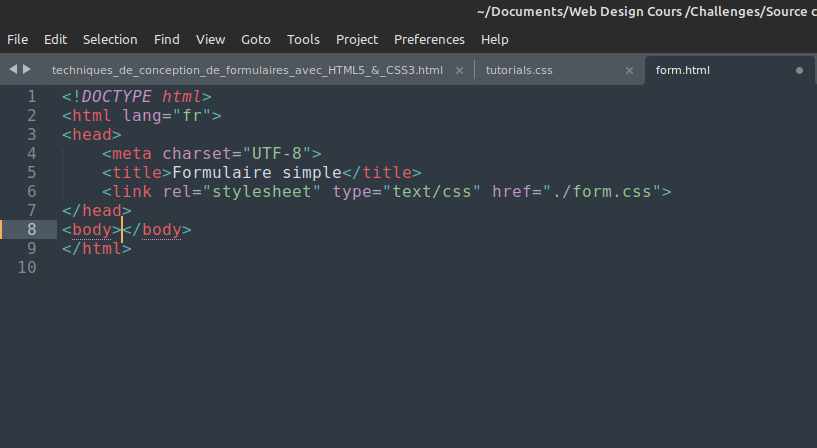 ~/Documents/Web Design Cours /Challenges/Source c
File Edit Selection Find View Goto Tools Project Preferences Help
techniques_de_conception_de_formulaires_avec_HTML5_&_CSS3.html × tutorials.css × form.html
1 <!DOCTYPE html>
2 <html lang="fr">
3 <head>
4 <meta charset="UTF-8">
5 <title>Formulaire simple</title>
6 <link rel="stylesheet" type="text/css" href="./form.css">
7 </head>
8 <body></body>
9 </html>
10